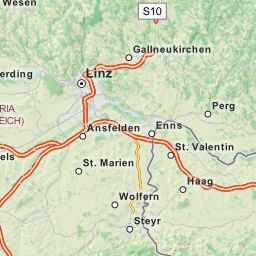 Wesen
S10
Gallneukirchen
Linz
erding
RIA
EICH)
Perg
Ansfelden
Enns
els
St. Valentin
St. Marien
Haag
Wolfern
Steyr